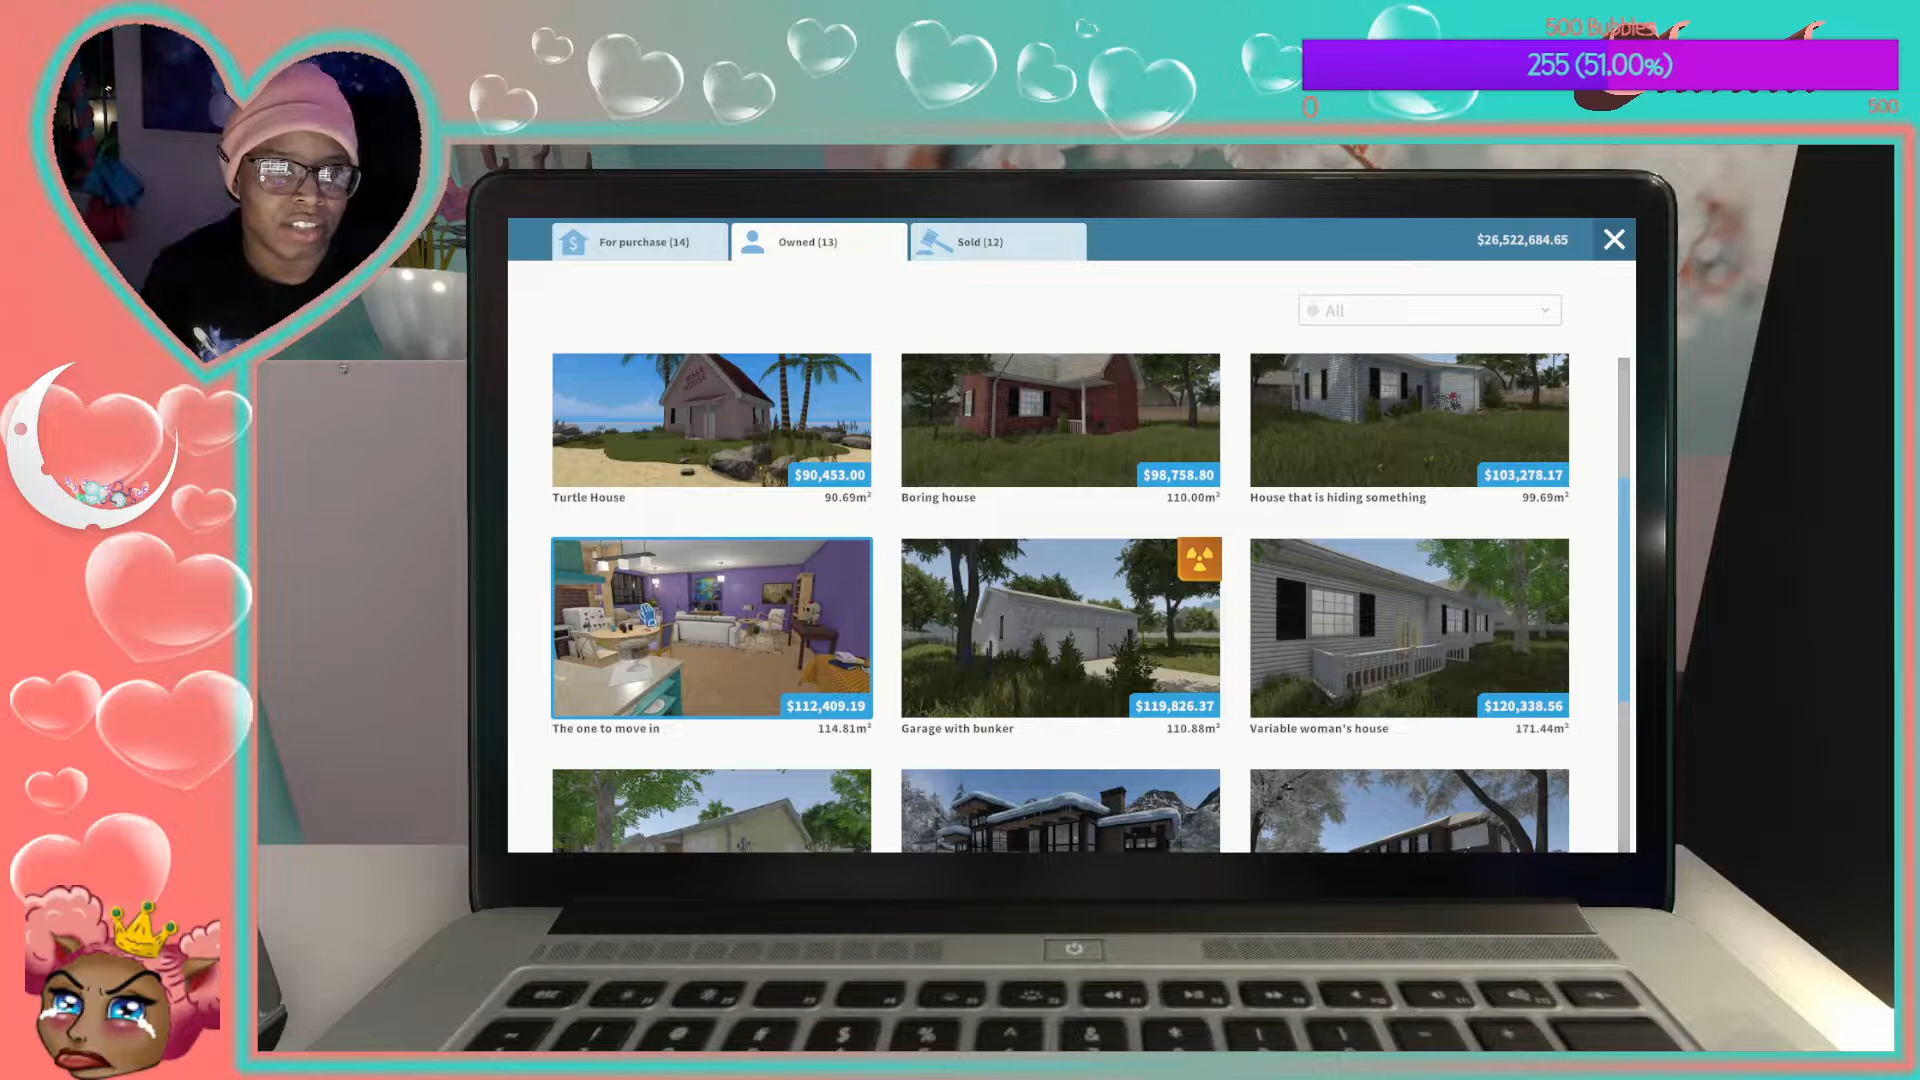 500 Bubbles
255 (51.00%)
0
500
For purchase (14)
Owned (13)
Sold (12)
$26,522,684.65
All
MAKE
HOUSE
$90,453.00
$98,758.80
$103,278.17
Turtle House
90.69m²
Boring house
110.00m²
House that is hiding something
99.69m²
$112,409.19
$119,826.37
$120,338.56
The one to move in
114.81m²
Garage with bunker
110.88m²
Variable woman's house
171.44m²
esc
~ ! @ # $ % ^ & * ( ) - +